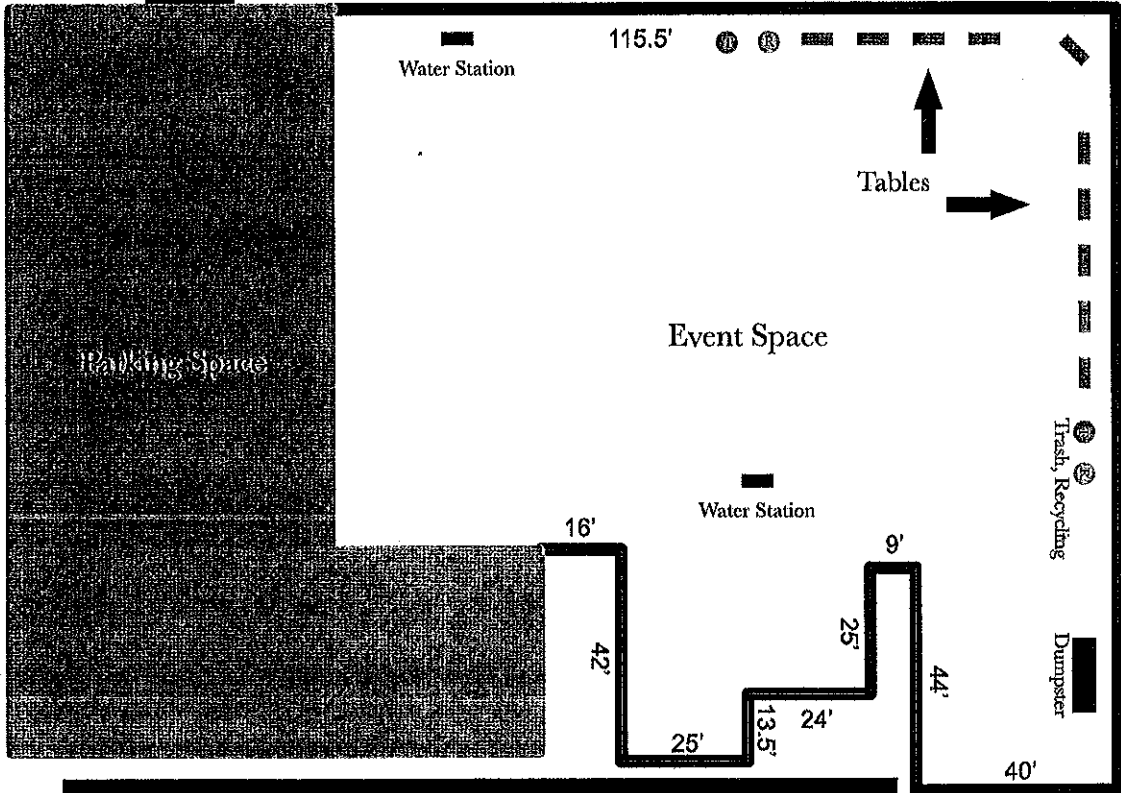 115.5'
T
R
Water Station
Tables
Event Space
Parking Space
T
R
Trash, Recycling
Water Station
16'
9'
25'
42'
44'
Dumpster
24'
13.5'
25'
40'